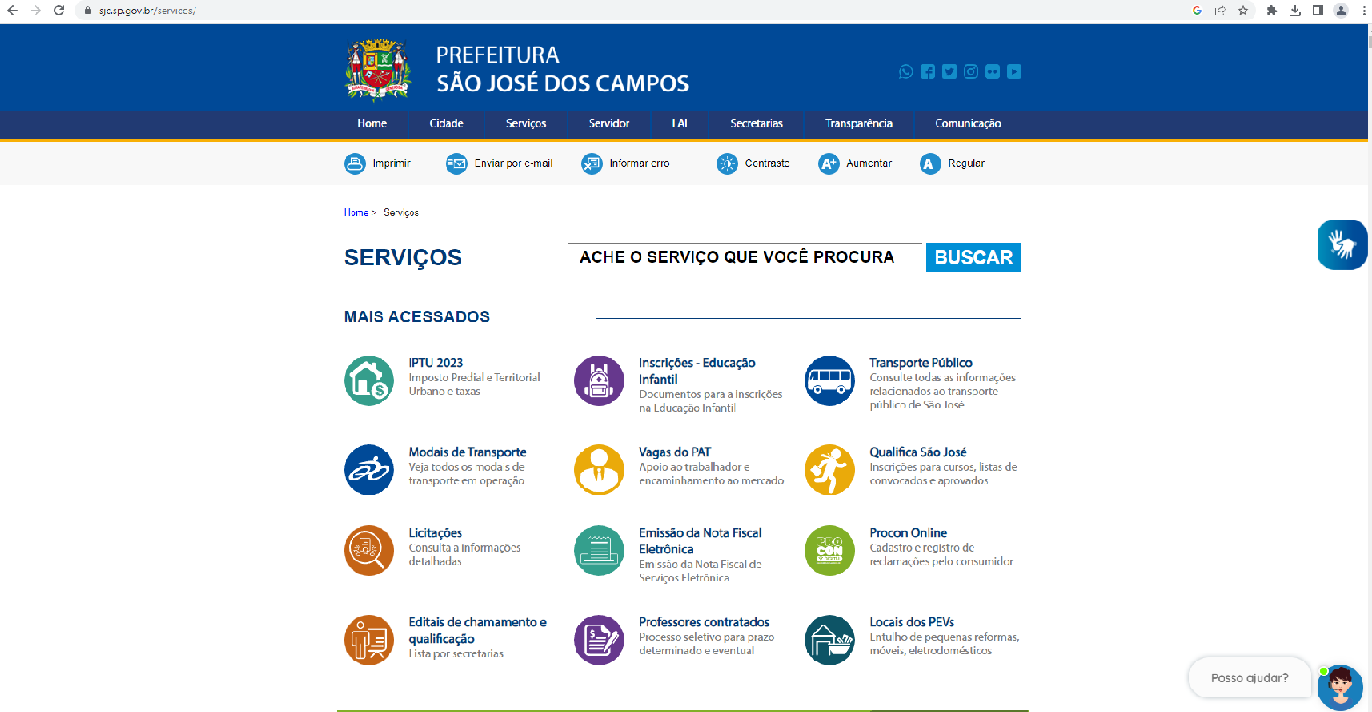 sjc.sp.gov.br/servicos/
PREFEITURA
SÃO JOSÉ DOS CAMPOS
Home Cidade Serviços Servidor LAI Secretarias Transparência Comunicação
Imprimir Enviar por e-mail Informar erro Contraste A+ Aumentar A Regular
Home > Serviços
SERVIÇOS
ACHE O SERVIÇO QUE VOCÊ PROCURA
BUSCAR
MAIS ACESSADOS
IPTU 2023
Imposto Predial e Territorial
Urbano e taxas
Inscrições - Educação
Infantil
Documentos para a Inscrições
na Educação Infantil
Transporte Público
Consulte todas as informações
relacionados ao transporte
público de São José
Modais de Transporte
Veja todos os modais de
transporte em operação
Vagas do PAT
Apoio ao trabalhador e
encaminhamento ao mercado
Qualifica São José
Inscrições para cursos, listas de
convocados e aprovados
Licitações
Consulta a informações
detalhadas
Emissão da Nota Fiscal
Eletrônica
Emissão da Nota Fiscal de
Serviços Eletrônica
PRO
CON
Procon Online
Cadastro e registro de
reclamações pelo consumidor
Editais de chamamento e
qualificação
Lista por secretarias
Professores contratados
Processo seletivo para prazo
determinado e eventual
Locais dos PEVs
Entulho de pequenas reformas,
móveis, eletrodomésticos
Posso ajudar?